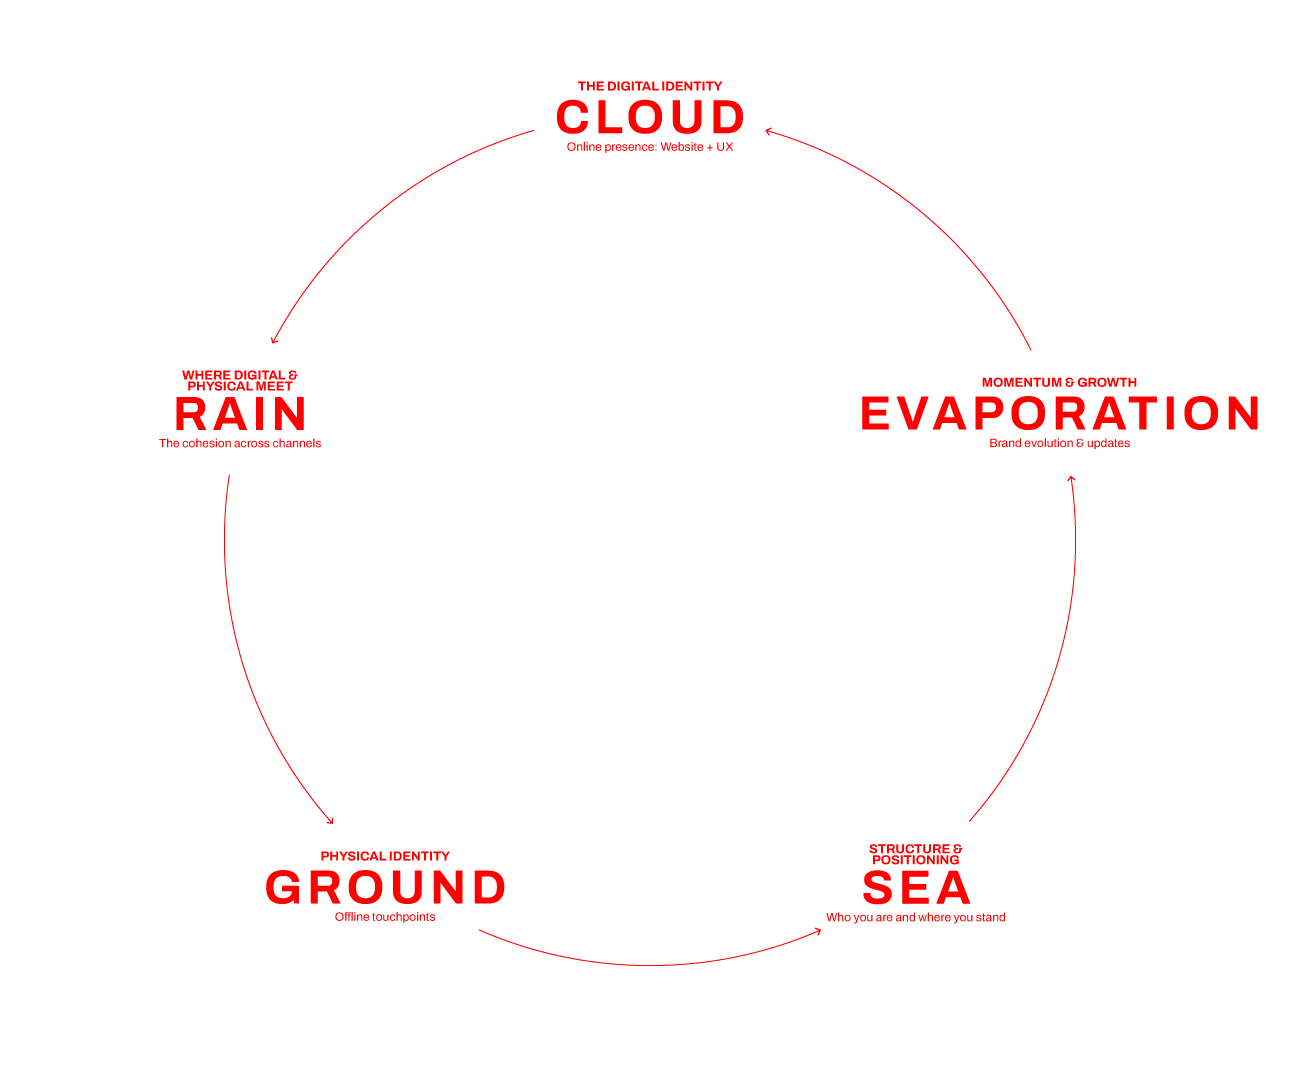 THE DIGITAL IDENTITY
CLOUD
Online presence: Website + UX
WHERE DIGITAL &
PHYSICAL MEET
RAIN
The cohesion across channels
MOMENTUM & GROWTH
EVAPORATION
Brand evolution & updates
PHYSICAL IDENTITY
GROUND
Offline touchpoints
STRUCTURE &
POSITIONING
SEA
Who you are and where you stand